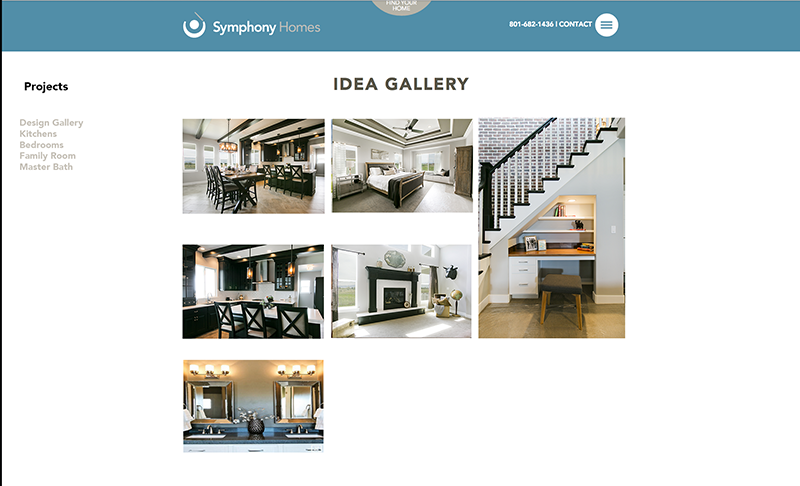 FIND YOUR
HOME
Symphony Homes
801-682-1436 | CONTACT
Projects
IDEA GALLERY
Design Gallery
Kitchens
Bedrooms
Family Room
Master Bath